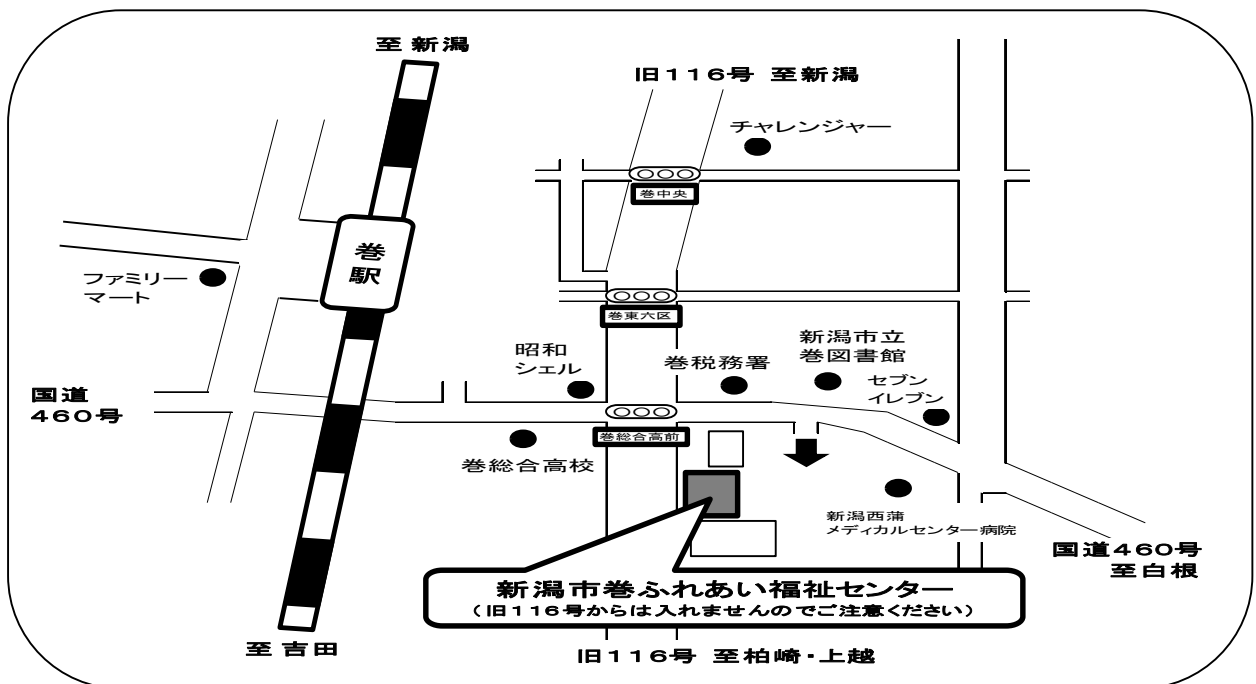 至 新潟
旧116号 至新潟
チャレンジャー
巻中央
巻
駅
ファミリー
マート
巻東六区
昭和
シェル
巻税務署
新潟市立
巻図書館
セブン
イレブン
国道
460号
巻総合高前
巻総合高校
新潟西蒲
メディカルセンター病院
国道460号
至白根
新潟市巻ふれあい福祉センター
（旧116号からは入れませんのでご注意ください）
至 吉田
旧116号 至柏崎・上越